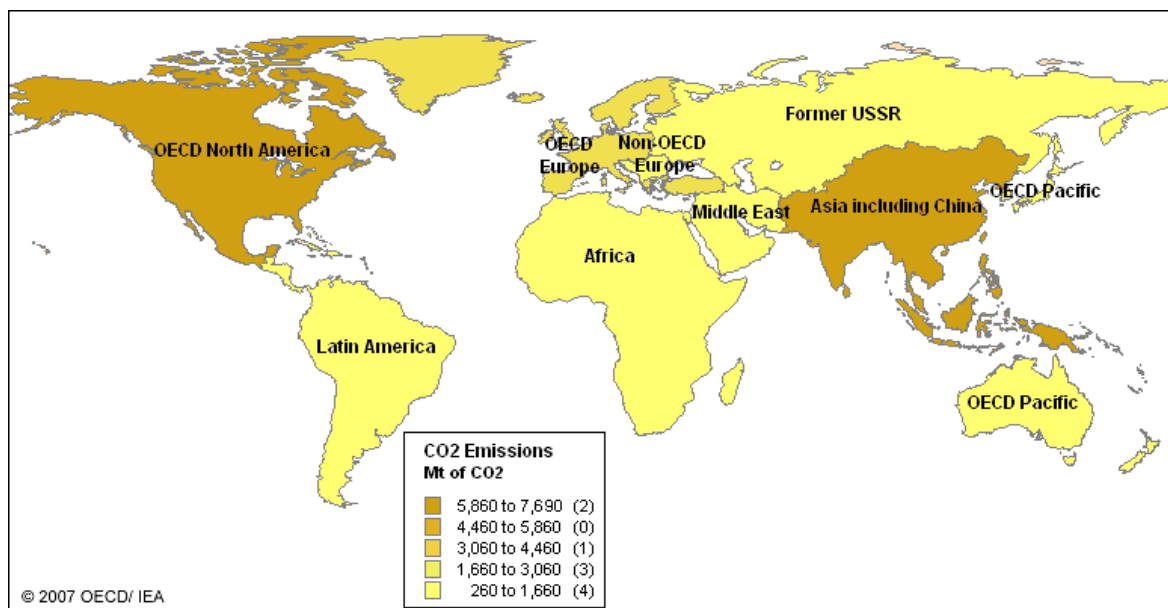 Former USSR
OECD North America
OECD
Europe
Non-OECD
Europe
OECD Pacific
Middle East
Asia including China
Africa
Latin America
OECD Pacific
CO2 Emissions
Mt of CO2
5,860 to 7,690 (2)
4,460 to 5,860 (0)
3,060 to 4,460 (1)
1,660 to 3,060 (3)
260 to 1,660 (4)
© 2007 OECD/ IEA